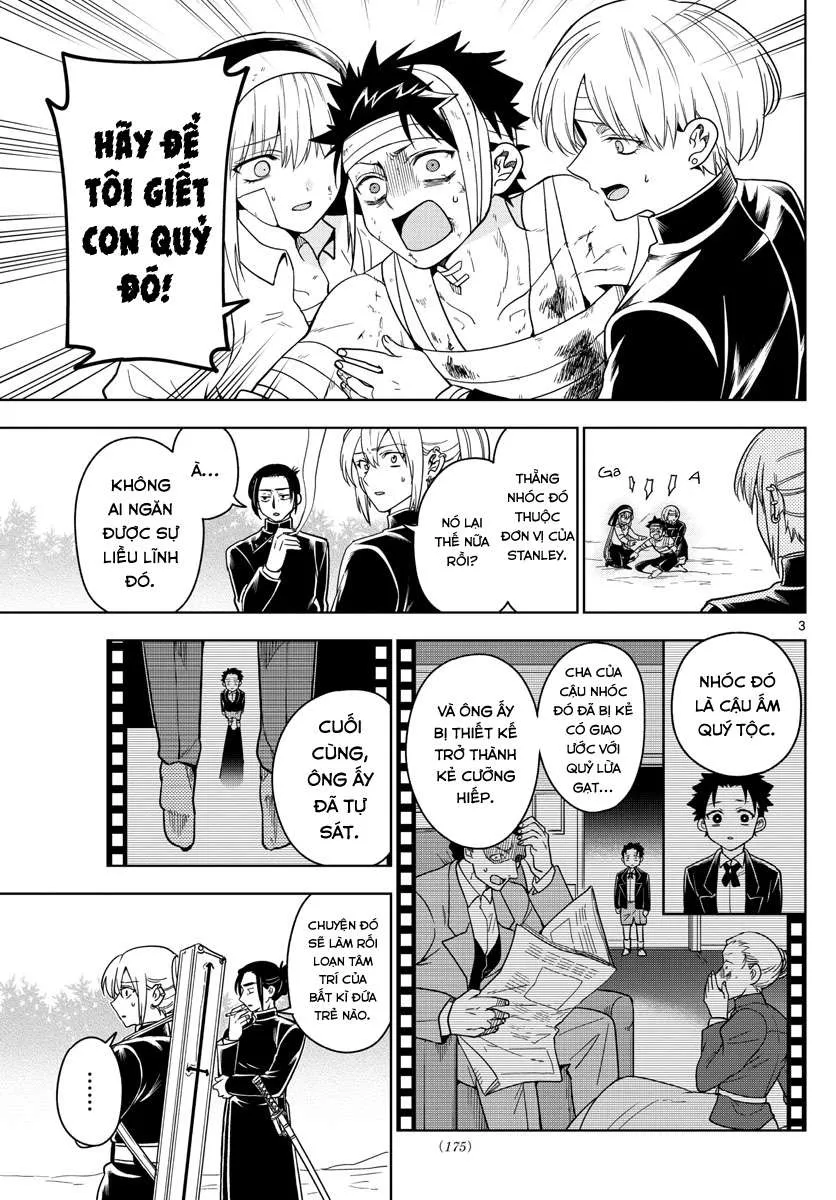 HÃY ĐỂ
TÔI GIẾT
CON QUỶ
ĐÓ!
Gâ
A
THẰNG
NHÓC ĐÓ
THUỘC
ĐƠN VỊ CỦA
STANLEY.
NÓ LẠI
THẾ NỮA
RỒI?
À...
KHÔNG
AI NGĂN
ĐƯỢC SỰ
LIỀU LĨNH
ĐÓ.
3
NHÓC ĐÓ
LÀ CẬU ẤM
QUÝ TỘC.
CHA CỦA
CẬU NHÓC
ĐÓ ĐÃ BỊ KẺ
CÓ GIAO
ƯỚC VỚI
QUỶ LỪA
GẠT...
VÀ ÔNG ẤY
BỊ THIẾT KẾ
TRỞ THÀNH
KẺ CƯỠNG
HIẾP.
CUỐI
CÙNG,
ÔNG ẤY
ĐÃ TỰ
SÁT.
CHUYỆN ĐÓ
SẼ LÀM RỐI
LOẠN TÂM
TRÍ CỦA
BẤT KÌ ĐỨA
TRẺ NÀO.
......
(175)